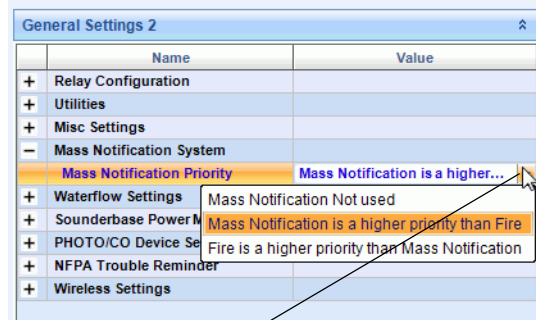 General Settings 2
Name Value
+ Relay Configuration
+ Utilities
+ Misc Settings
− Mass Notification System
Mass Notification Priority Mass Notification is a higher...
+ Waterflow Settings
Mass Notification Not used
+ Sounderbase Power M
Mass Notification is a higher priority than Fire
+ PHOTO/CO Device Se
Fire is a higher priority than Mass Notification
+ NFPA Trouble Reminder
+ Wireless Settings